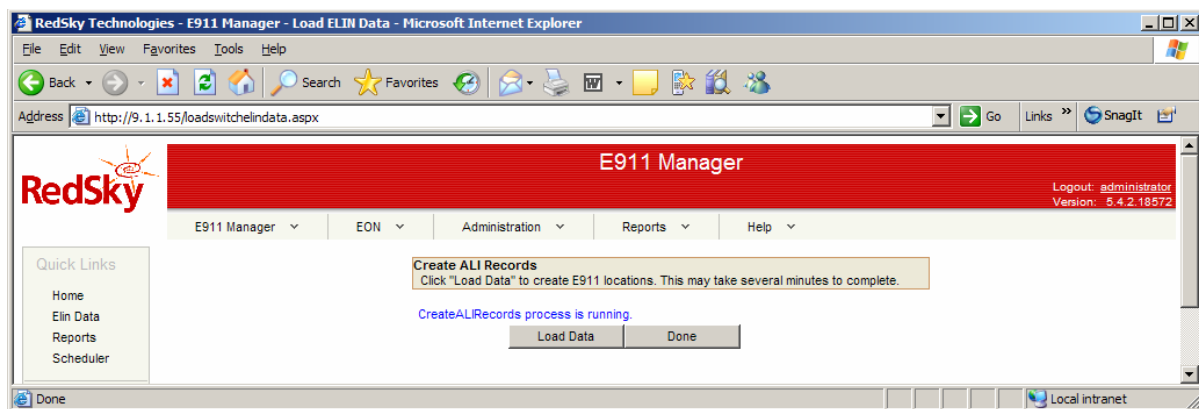 RedSky Technologies - E911 Manager - Load ELIN Data - Microsoft Internet Explorer
File Edit View Favorites Tools Help
Back Search Favorites
Address http://9.1.1.55/loadswitchelindata.aspx Go Links » SnagIt
RedSky
E911 Manager
Logout: administrator
Version: 5.4.2.18572
E911 Manager EON Administration Reports Help
Quick Links
Home
Elin Data
Reports
Scheduler
Create ALI Records
Click "Load Data" to create E911 locations. This may take several minutes to complete.
CreateALIRecords process is running.
Load Data Done
Done Local intranet